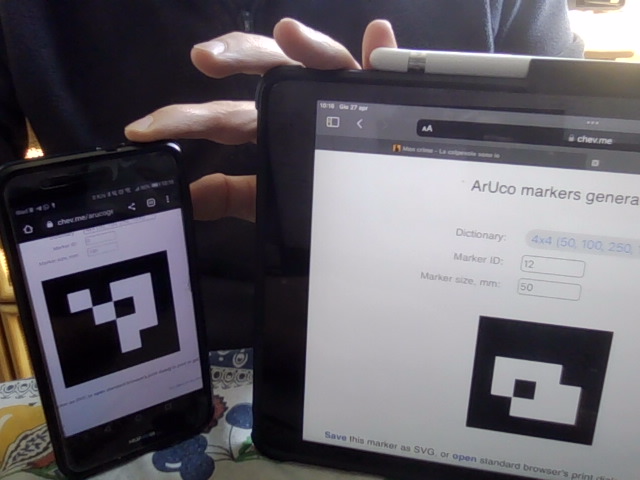 10:18 Gio 27 apr
AA
chev.me
ArUco markers genera
Dictionary:
4x4 (50, 100, 250,
Marker ID:
12
Marker size, mm:
50
Save this marker as SVG, or open standard browser's print dial
chev.me/arucoge
Marker ID:
Marker size, mm: